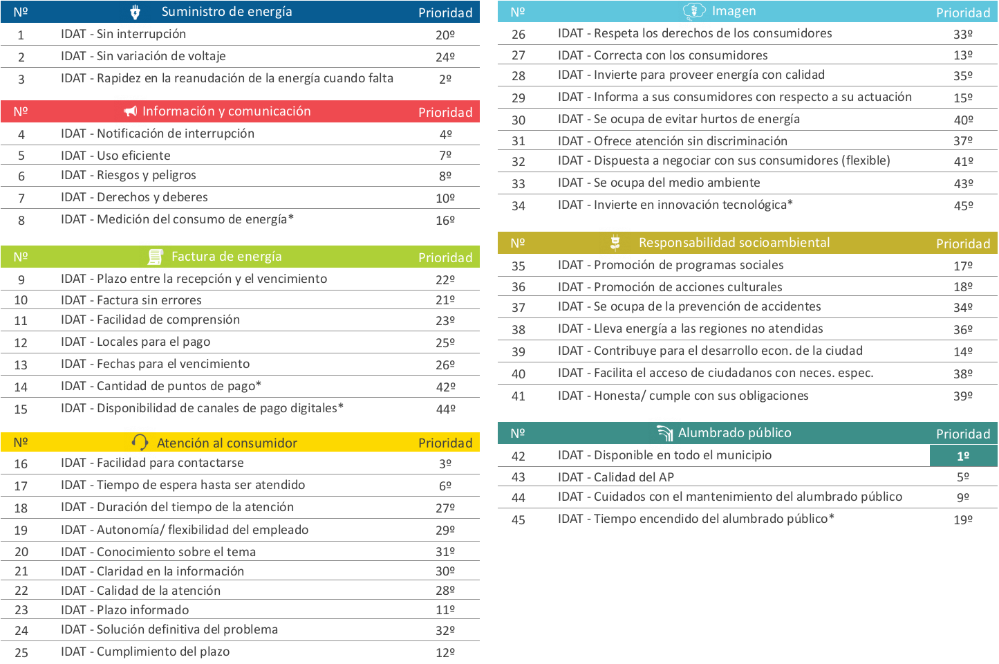 Nº Suministro de energía Prioridad
1 IDAT - Sin interrupción 20º
2 IDAT - Sin variación de voltaje 24º
3 IDAT - Rapidez en la reanudación de la energía cuando falta 2º
Nº Información y comunicación Prioridad
4 IDAT - Notificación de interrupción 4º
5 IDAT - Uso eficiente 7º
6 IDAT - Riesgos y peligros 8º
7 IDAT - Derechos y deberes 10º
8 IDAT - Medición del consumo de energía* 16º
Nº Factura de energía Prioridad
9 IDAT - Plazo entre la recepción y el vencimiento 22º
10 IDAT - Factura sin errores 21º
11 IDAT - Facilidad de comprensión 23º
12 IDAT - Locales para el pago 25º
13 IDAT - Fechas para el vencimiento 26º
14 IDAT - Cantidad de puntos de pago* 42º
15 IDAT - Disponibilidad de canales de pago digitales* 44º
Nº Atención al consumidor Prioridad
16 IDAT - Facilidad para contactarse 3º
17 IDAT - Tiempo de espera hasta ser atendido 6º
18 IDAT - Duración del tiempo de la atención 27º
19 IDAT - Autonomía/ flexibilidad del empleado 29º
20 IDAT - Conocimiento sobre el tema 31º
21 IDAT - Claridad en la información 30º
22 IDAT - Calidad de la atención 28º
23 IDAT - Plazo informado 11º
24 IDAT - Solución definitiva del problema 32º
25 IDAT - Cumplimiento del plazo 12º
Nº Imagen Prioridad
26 IDAT - Respeta los derechos de los consumidores 33º
27 IDAT - Correcta con los consumidores 13º
28 IDAT - Invierte para proveer energía con calidad 35º
29 IDAT - Informa a sus consumidores con respecto a su actuación 15º
30 IDAT - Se ocupa de evitar hurtos de energía 40º
31 IDAT - Ofrece atención sin discriminación 37º
32 IDAT - Dispuesta a negociar con sus consumidores (flexible) 41º
33 IDAT - Se ocupa del medio ambiente 43º
34 IDAT - Invierte en innovación tecnológica* 45º
Nº Responsabilidad socioambiental Prioridad
35 IDAT - Promoción de programas sociales 17º
36 IDAT - Promoción de acciones culturales 18º
37 IDAT - Se ocupa de la prevención de accidentes 34º
38 IDAT - Lleva energía a las regiones no atendidas 36º
39 IDAT - Contribuye para el desarrollo econ. de la ciudad 14º
40 IDAT - Facilita el acceso de ciudadanos con neces. espec. 38º
41 IDAT - Honesta/ cumple con sus obligaciones 39º
Nº Alumbrado público Prioridad
42 IDAT - Disponible en todo el municipio 1º
43 IDAT - Calidad del AP 5º
44 IDAT - Cuidados con el mantenimiento del alumbrado público 9º
45 IDAT - Tiempo encendido del alumbrado público* 19º